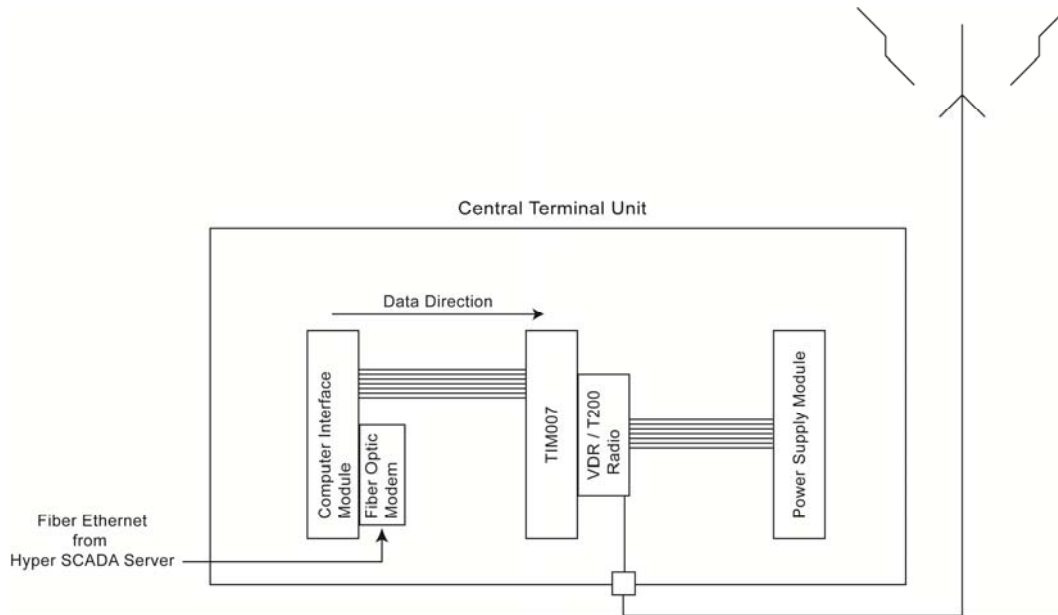 Central Terminal Unit
Data Direction
Computer Interface
Module
Fiber Optic
Modem
TIM007
VDR / T200
Radio
Power Supply Module
Fiber Ethernet
from
Hyper SCADA Server